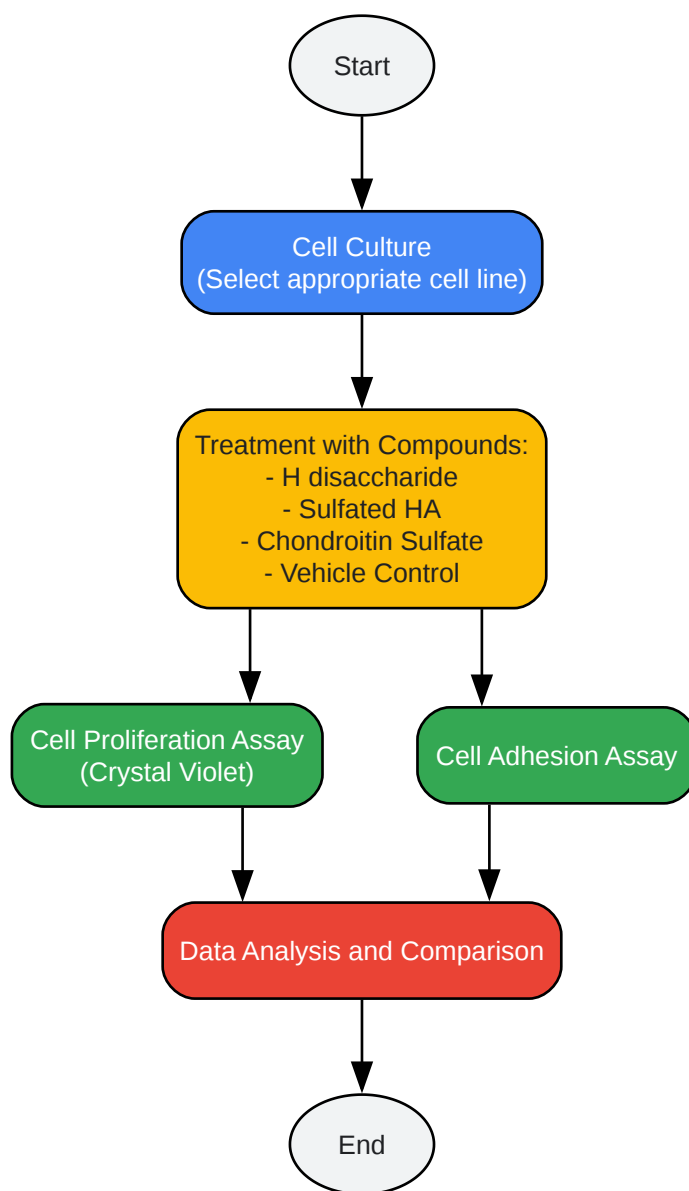 Start
Cell Culture
(Select appropriate cell line)
Treatment with Compounds:
- H disaccharide
- Sulfated HA
- Chondroitin Sulfate
- Vehicle Control
Cell Proliferation Assay
(Crystal Violet)
Cell Adhesion Assay
Data Analysis and Comparison
End